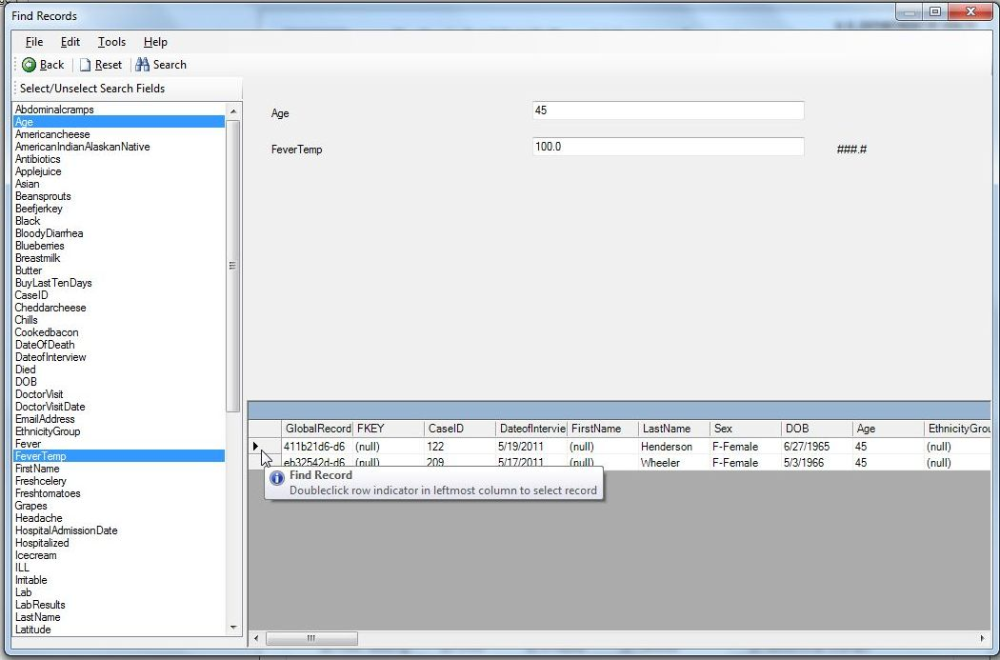 Find Records
File Edit Tools Help
Back Reset Search
Select/Unselect Search Fields
Abdominalcramps
Age
Americancheese
AmericanIndianAlaskanNative
Antibiotics
Applejuice
Asian
Beansprouts
Beefjerkey
Black
BloodyDiarrhea
Blueberries
Breastmilk
Butter
BuyLastTenDays
CaseID
Cheddarcheese
Chills
Cookedbacon
DateOfDeath
DateofInterview
Died
DOB
DoctorVisit
DoctorVisitDate
EmailAddress
EthnicityGroup
Fever
FeverTemp
FirstName
Freshcelery
Freshtomatoes
Grapes
Headache
HospitalAdmissionDate
Hospitalized
Icecream
ILL
Irritable
Lab
LabResults
LastName
Latitude
Age 45
FeverTemp 100.0 ###.#
GlobalRecord FKEY CaseID DateofIntervie FirstName LastName Sex DOB Age EthnicityGrou
411b21d6-d6 (null) 122 5/19/2011 (null) Henderson F-Female 6/27/1965 45 (null)
eb32542d-d6 (null) 209 5/17/2011 (null) Wheeler F-Female 5/3/1966 45 (null)
Find Record
Doubleclick row indicator in leftmost column to select record